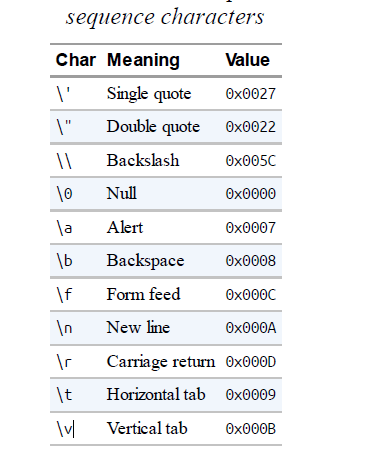 sequence characters
Char Meaning Value
\' Single quote 0x0027
\" Double quote 0x0022
\\ Backslash 0x005C
\0 Null 0x0000
\a Alert 0x0007
\b Backspace 0x0008
\f Form feed 0x000C
\n New line 0x000A
\r Carriage return 0x000D
\t Horizontal tab 0x0009
\v Vertical tab 0x000B